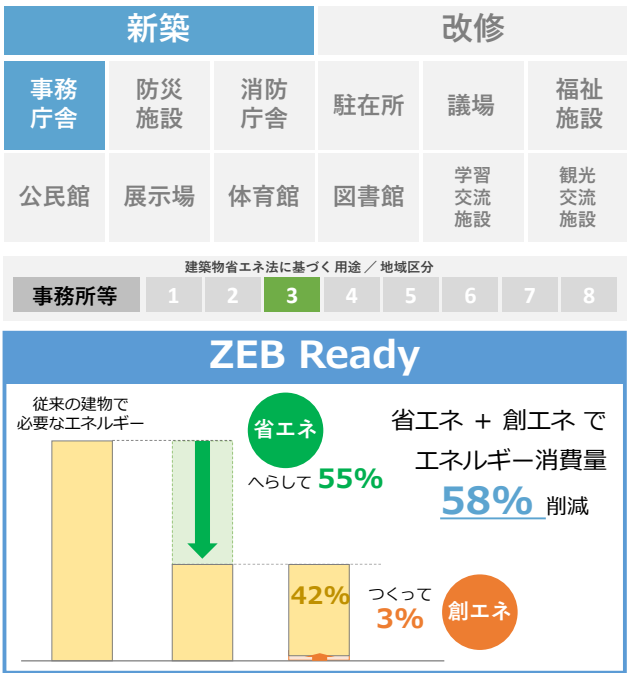 新築
改修
事務
庁舎
防災
施設
消防
庁舎
駐在所
議場
福祉
施設
公民館
展示場
体育館
図書館
学習
交流
施設
観光
交流
施設
建築物省エネ法に基づく用途 ／ 地域区分
事務所等 1 2 3 4 5 6 7 8
ZEB Ready
従来の建物で
必要なエネルギー
省エネ
へらして 55%
省エネ + 創エネ で
エネルギー消費量
58% 削減
42%
つくって
3%
創エネ